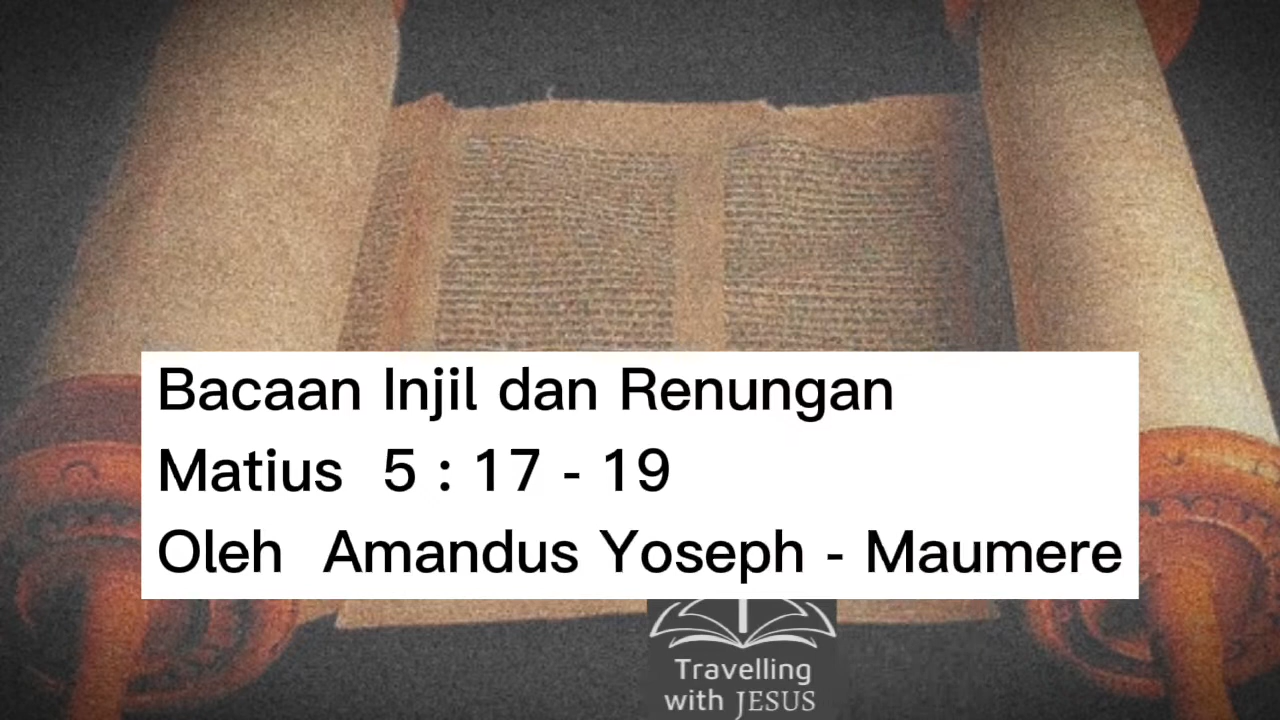 Bacaan Injil dan Renungan
Matius 5 : 17 - 19
Oleh Amandus Yoseph - Maumere
Travelling
with JESUS